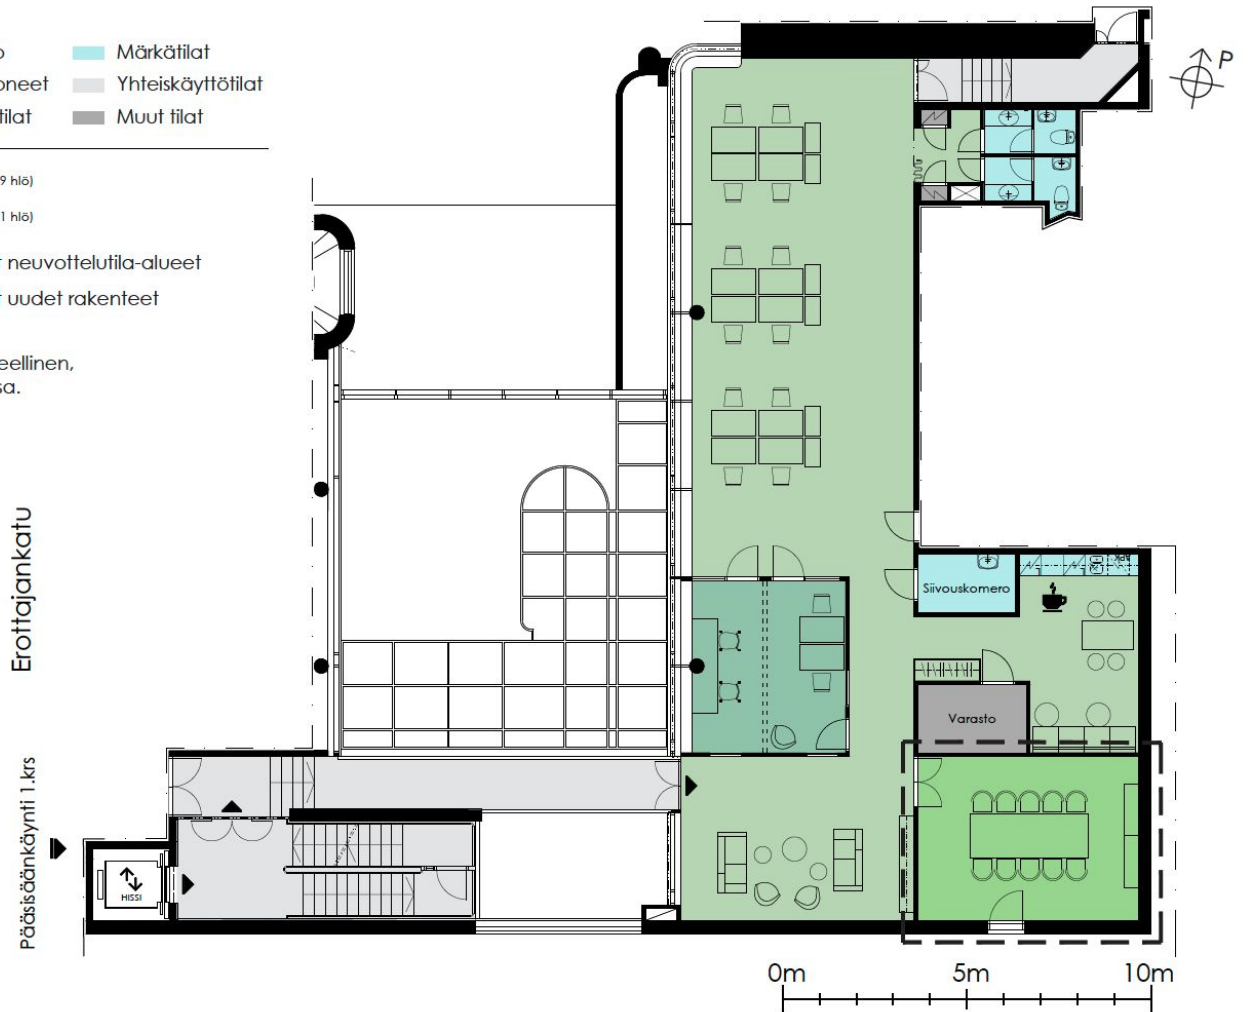 o
Märkätilat
oneet
Yhteiskäyttötilat
tilat
Muut tilat
9 hlö)
1 hlö)
t neuvottelutila-alueet
t uudet rakenteet
eellinen,
sa.
P
Erottajankatu
Siivouskomero
Varasto
Pääsisäänkäynti 1.krs
HISSI
0m
5m
10m